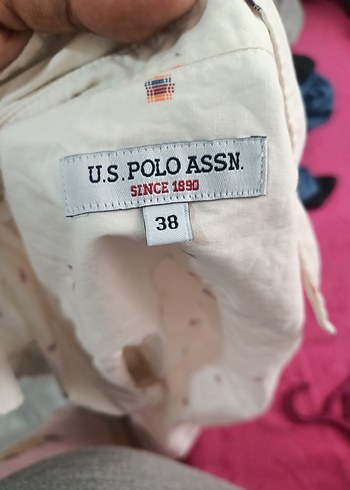 U.S. POLO ASSN.
SINCE 1890
38